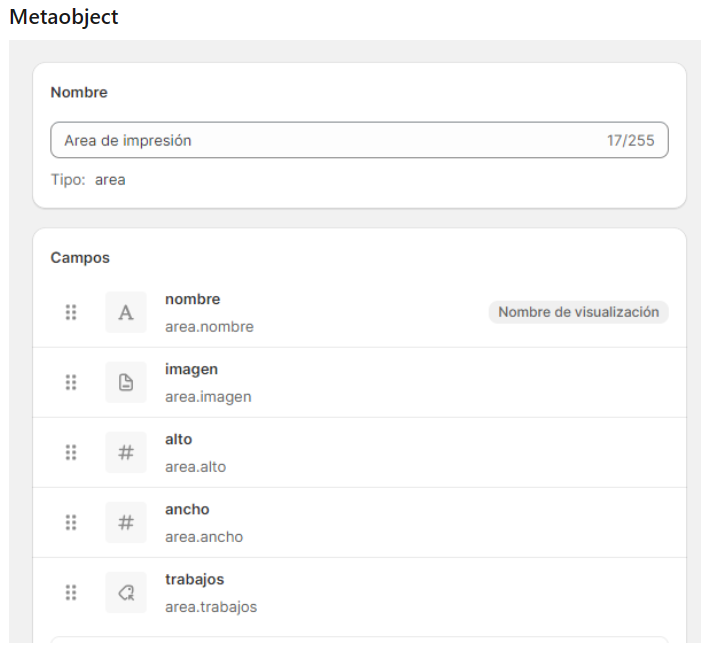 Metaobject
Nombre
Area de impresión 17/255
Tipo: area
Campos
nombre
area.nombre
Nombre de visualización
imagen
area.imagen
alto
area.alto
ancho
area.ancho
trabajos
area.trabajos